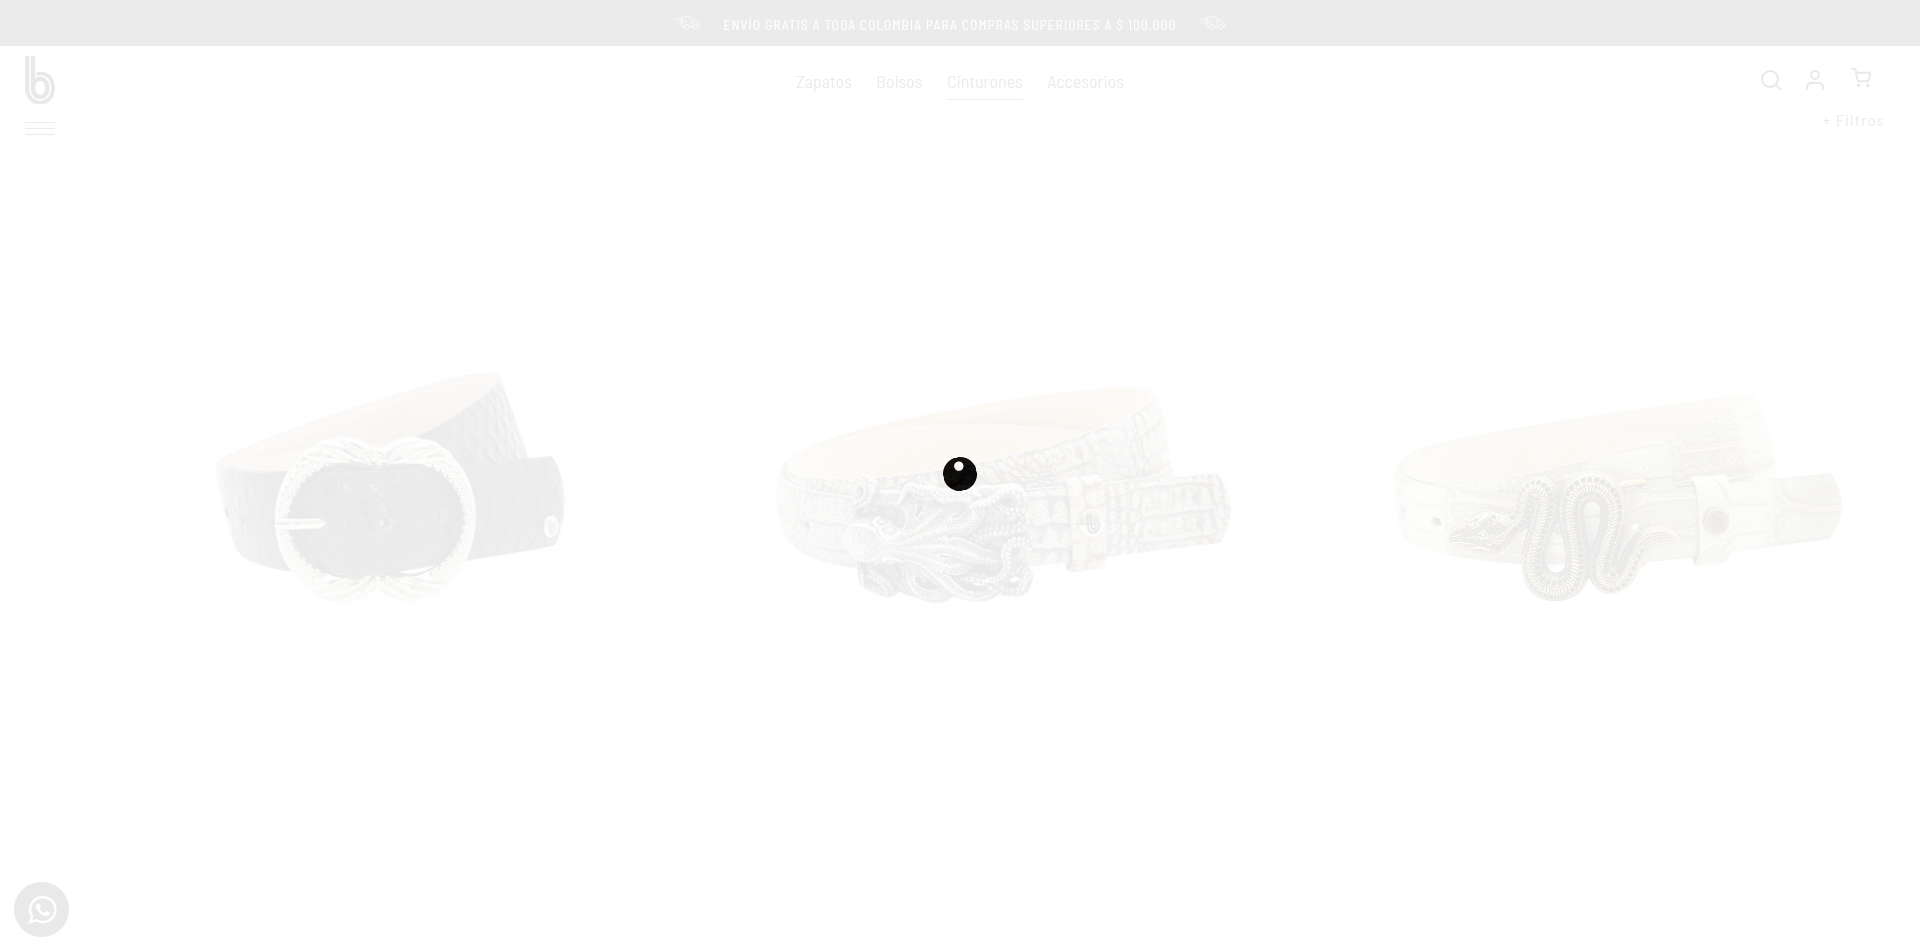 ENVÍO GRATIS A TODA COLOMBIA PARA COMPRAS SUPERIORES A $ 100.000
b
Zapatos Bolsos Cinturones Accesorios
+ Filtros